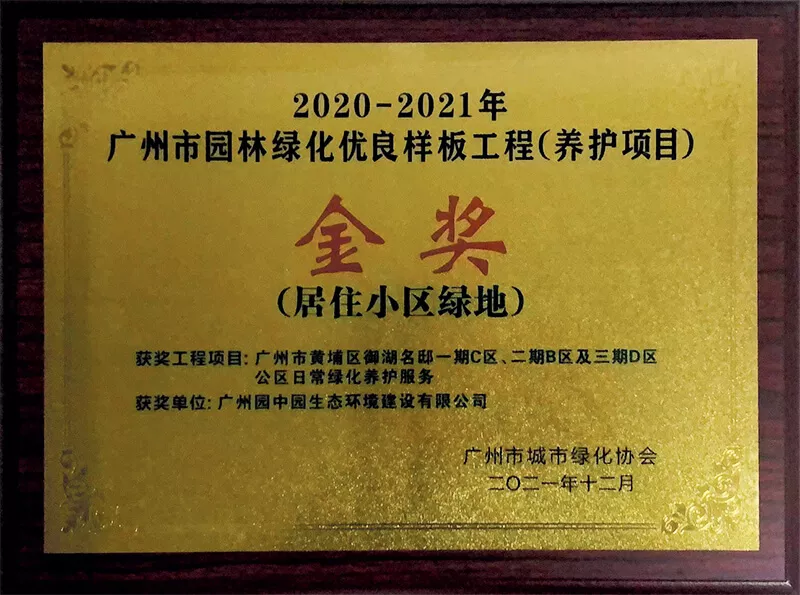 2020-2021年
广州市园林绿化优良样板工程(养护项目)
金奖
(居住小区绿地)
获奖工程项目: 广州市黄埔区御湖名邸一期C区、二期B区及三期D区
公区日常绿化养护服务
获奖单位: 广州园中园生态环境建设有限公司
广州市城市绿化协会
二〇二一年十二月